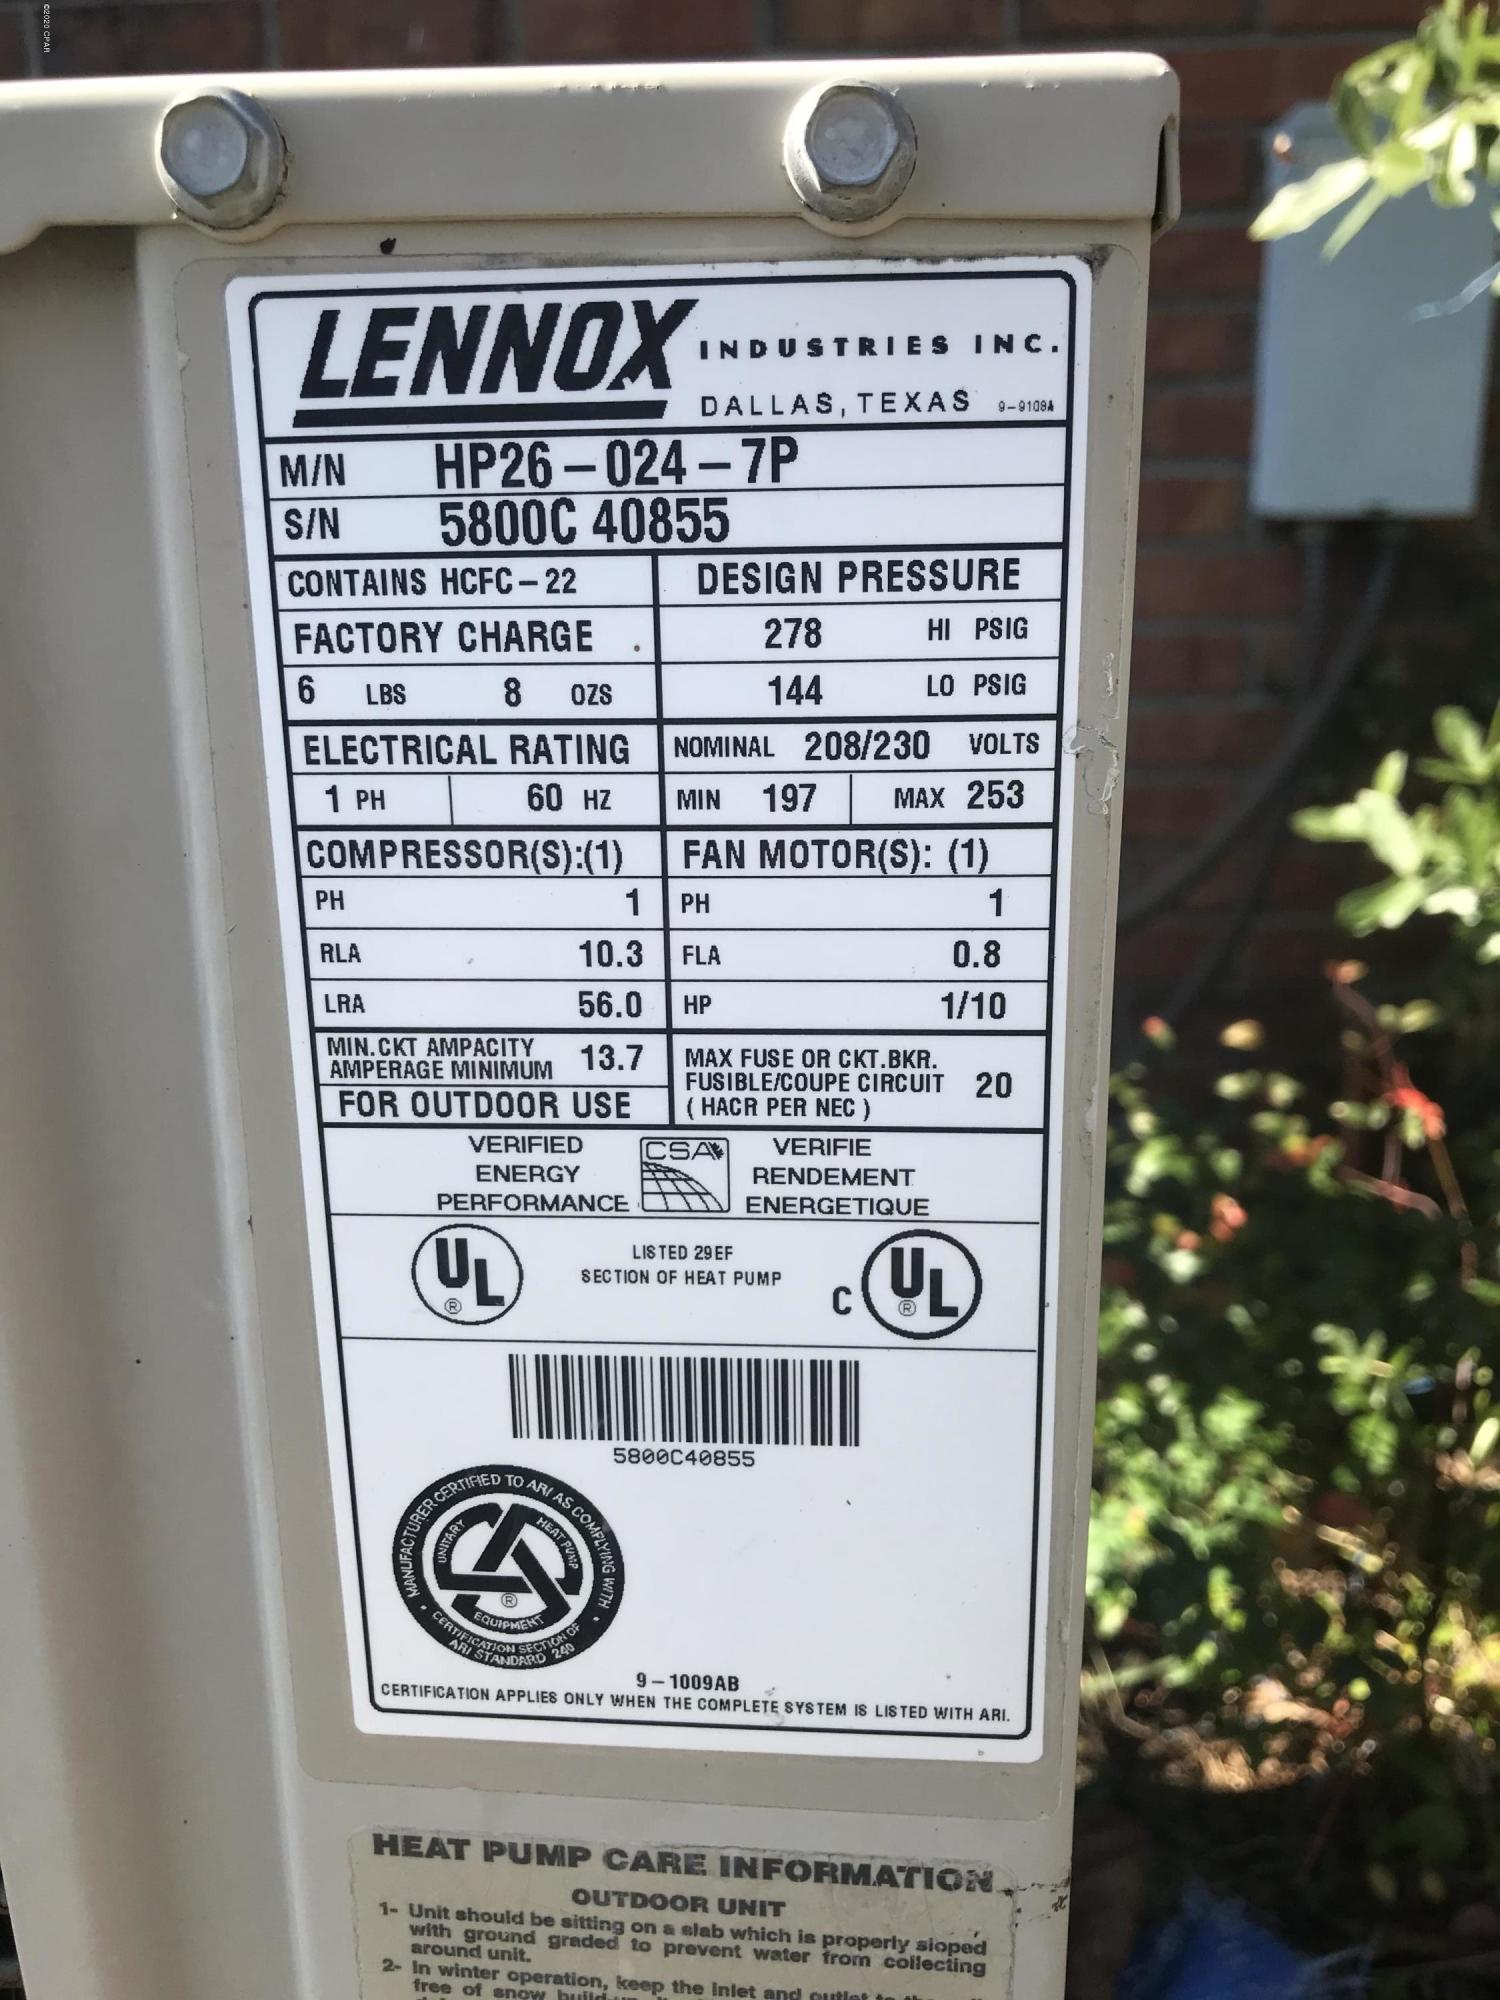 ©2020 CPAR
LENNOX INDUSTRIES INC.
DALLAS, TEXAS 9-9108A
M/N HP26-024-7P
S/N 5800C 40855
CONTAINS HCFC-22
DESIGN PRESSURE
FACTORY CHARGE
278 HI PSIG
6 LBS 8 OZS
144 LO PSIG
ELECTRICAL RATING
NOMINAL 208/230 VOLTS
1 PH 60 HZ
MIN 197 MAX 253
COMPRESSOR(S):(1)
FAN MOTOR(S): (1)
PH 1
PH 1
RLA 10.3
FLA 0.8
LRA 56.0
HP 1/10
MIN.CKT AMPACITY
AMPERAGE MINIMUM 13.7
FOR OUTDOOR USE
MAX FUSE OR CKT.BKR.
FUSIBLE/COUPE CIRCUIT 20
(HACR PER NEC)
VERIFIED
ENERGY
PERFORMANCE
CSA
VERIFIE
RENDEMENT
ENERGETIQUE
UL ®
LISTED 29EF
SECTION OF HEAT PUMP
C UL ®
5800C40855
MANUFACTURER CERTIFIED TO ARI AS COMPLYING WITH
• CERTIFICATION SECTION OF •
ARI STANDARD 240
UNITARY
HEAT PUMP
EQUIPMENT
®
9-1009AB
CERTIFICATION APPLIES ONLY WHEN THE COMPLETE SYSTEM IS LISTED WITH ARI.
HEAT PUMP CARE INFORMATION
OUTDOOR UNIT
1- Unit should be sitting on a slab which is properly sloped
with ground graded to prevent water from collecting
around unit.
2- In winter operation, keep the inlet and outlet to the
free of snow